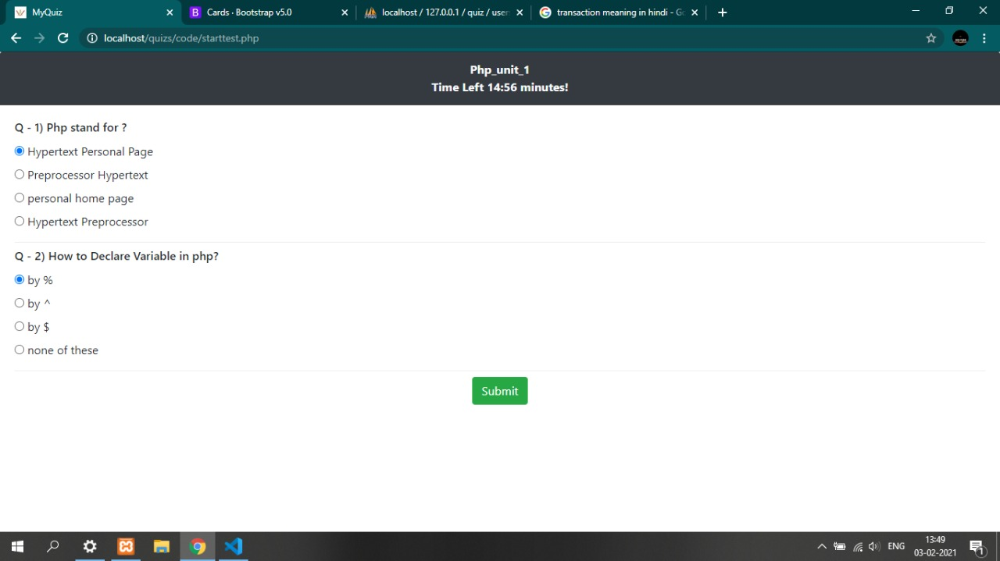 MyQuiz
Cards · Bootstrap v5.0
localhost / 127.0.0.1 / quiz / user
transaction meaning in hindi - Go
localhost/quizs/code/starttest.php
Php_unit_1
Time Left 14:56 minutes!
Q - 1) Php stand for ?
Hypertext Personal Page
Preprocessor Hypertext
personal home page
Hypertext Preprocessor
Q - 2) How to Declare Variable in php?
by %
by ^
by $
none of these
Submit
ENG
13:49
03-02-2021
1